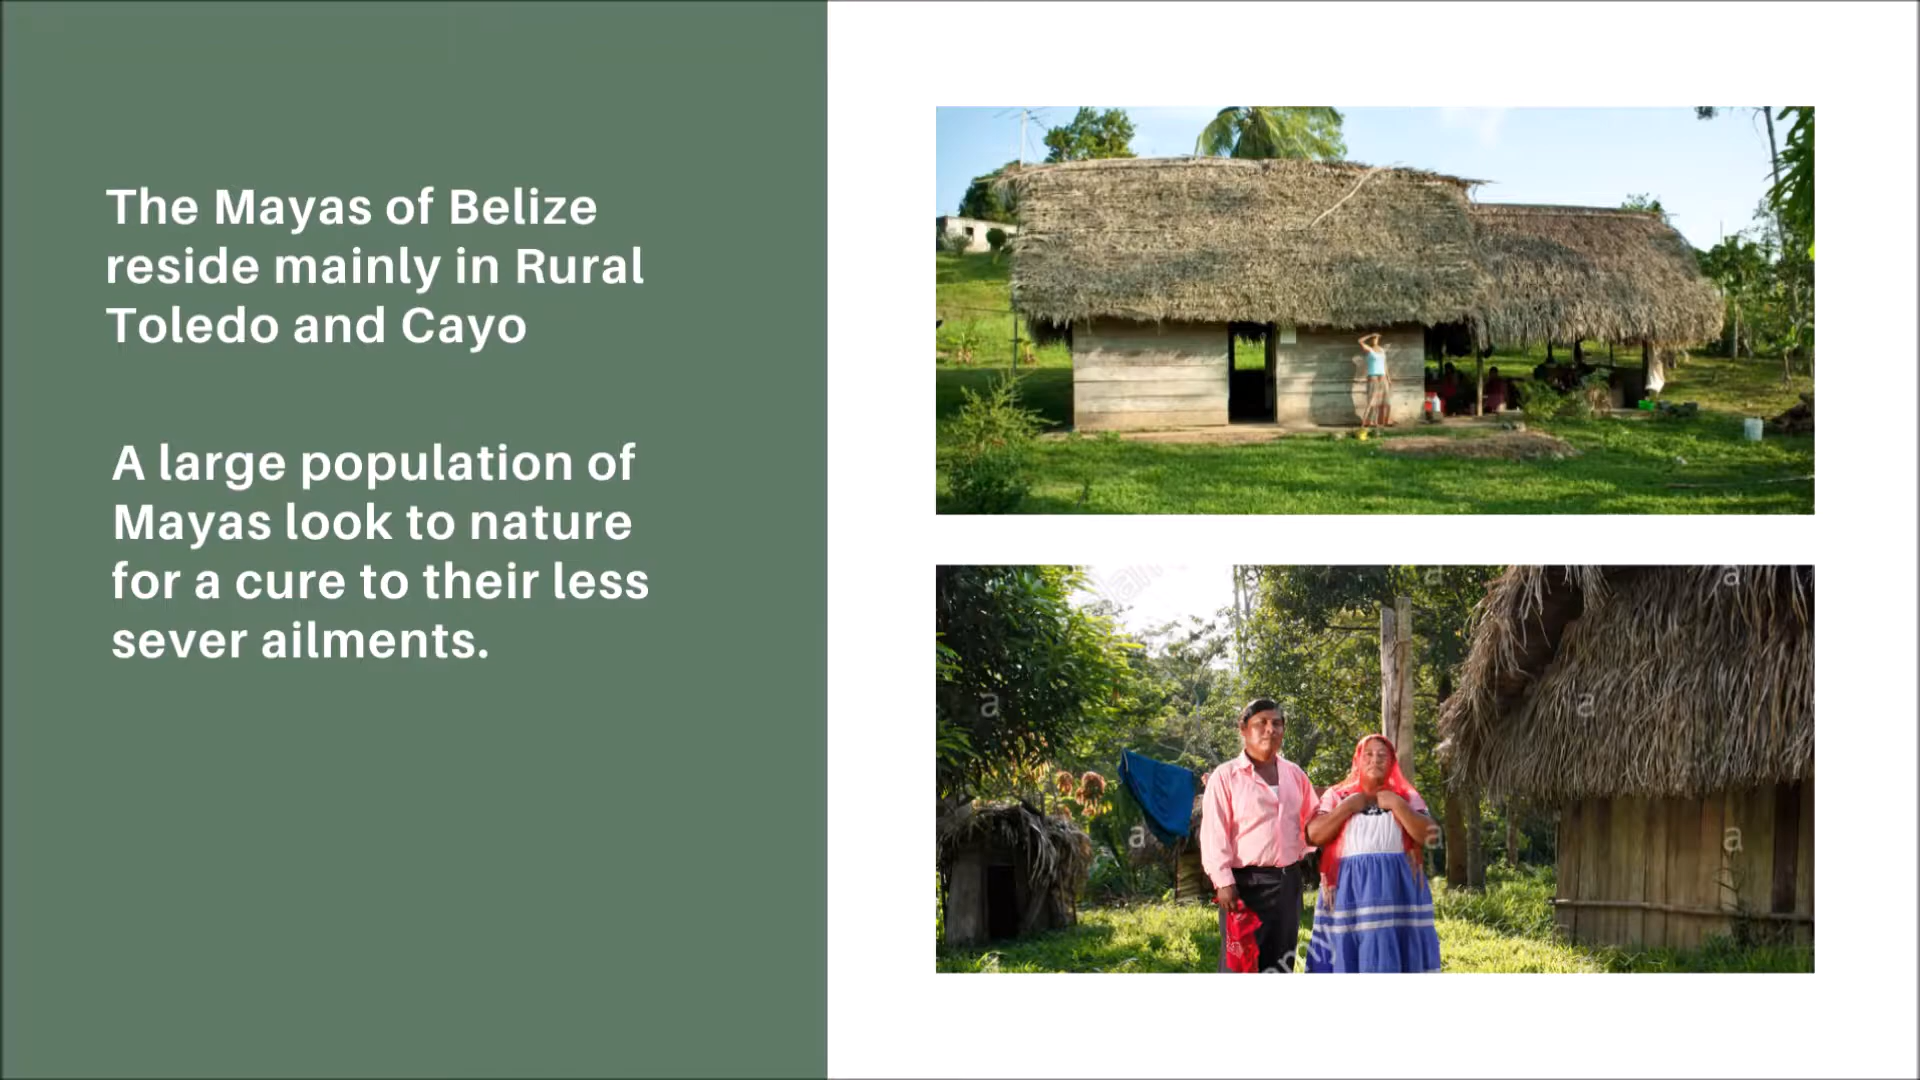 The Mayas of Belize
reside mainly in Rural
Toledo and Cayo
A large population of
Mayas look to nature
for a cure to their less
sever ailments.
a
a
a
a
a
a
a